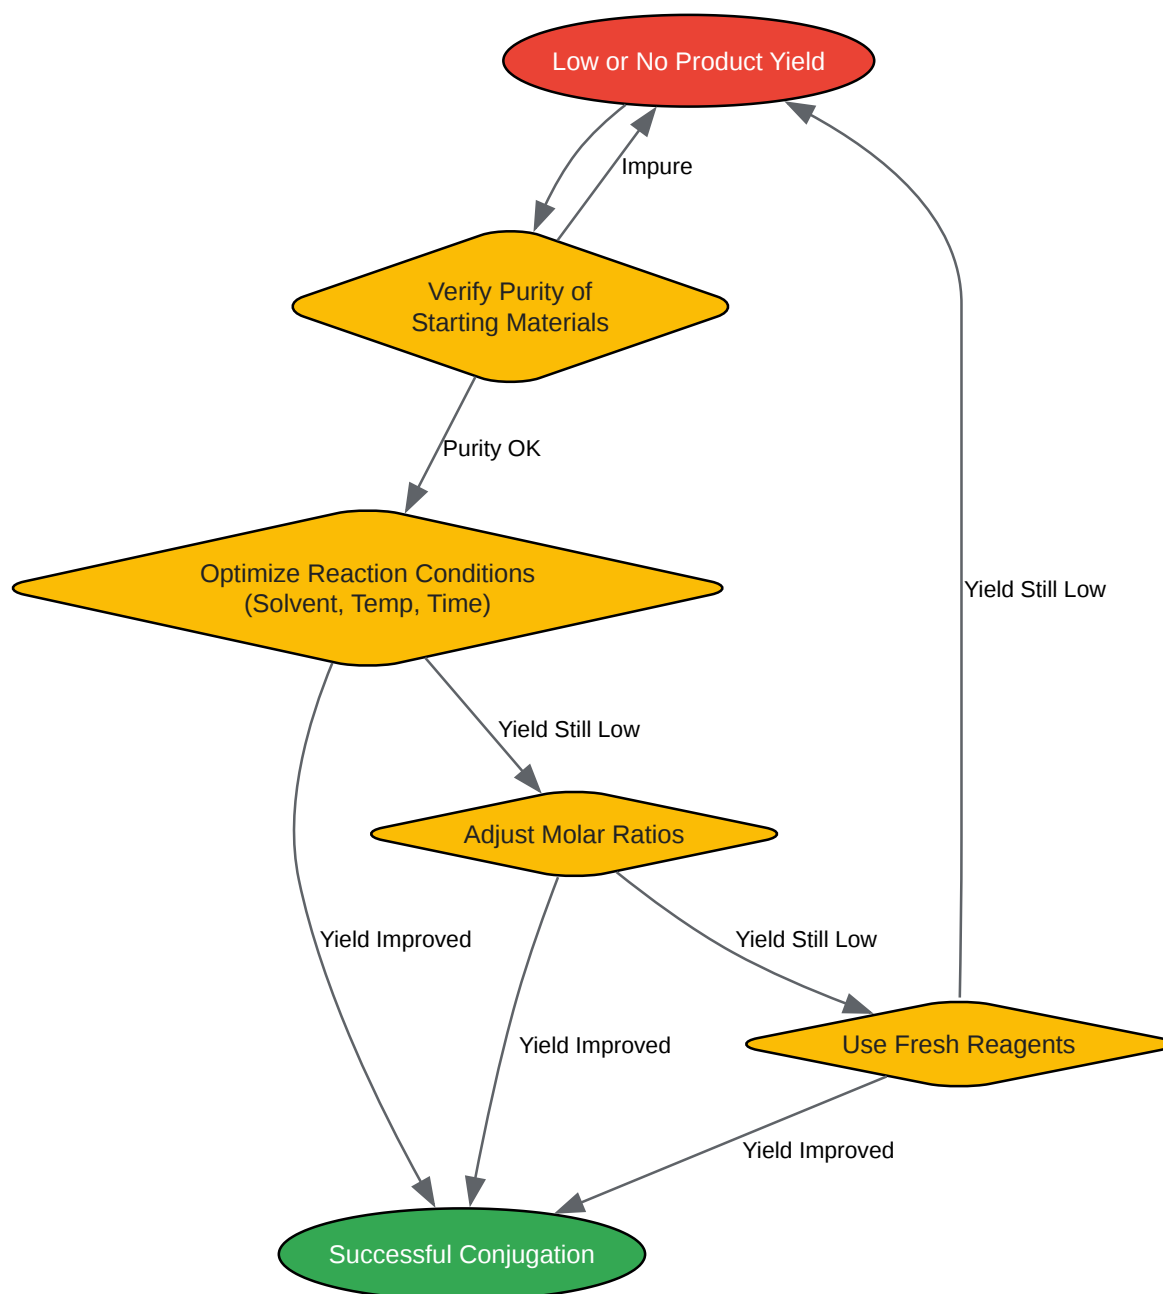 Low or No Product Yield
Impure
Verify Purity of
Starting Materials
Purity OK
Optimize Reaction Conditions
(Solvent, Temp, Time)
Yield Still Low
Yield Still Low
Adjust Molar Ratios
Yield Improved
Yield Still Low
Yield Improved
Use Fresh Reagents
Yield Improved
Successful Conjugation